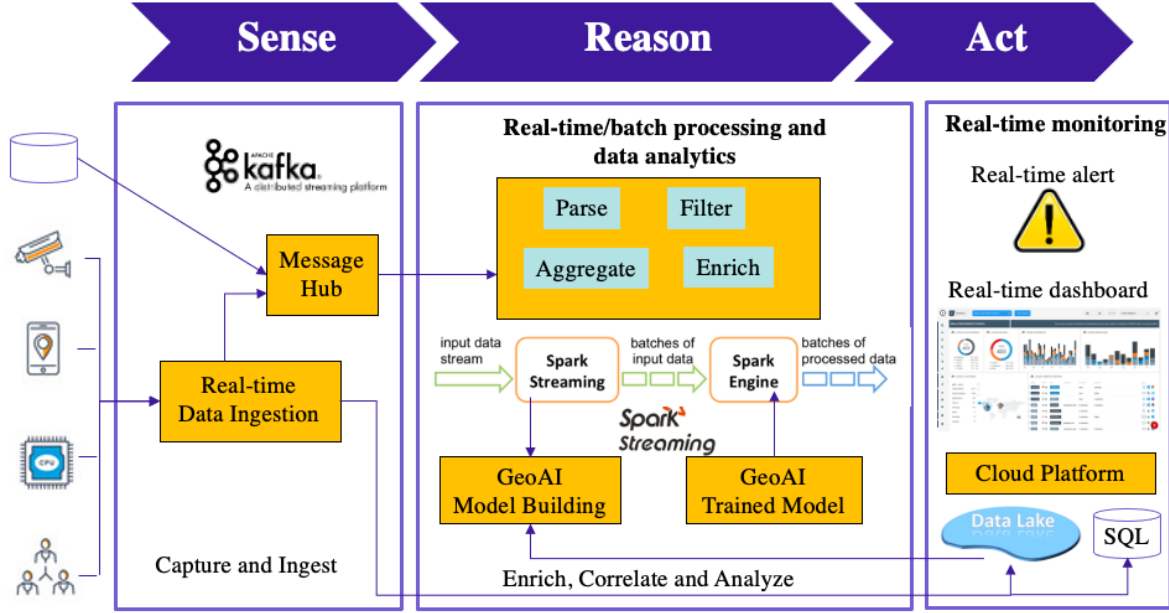 Sense
Reason
Act
APACHE
kafka®
A distributed streaming platform
Message
Hub
Real-time
Data Ingestion
CPU
Capture and Ingest
Real-time/batch processing and
data analytics
Parse
Filter
Aggregate
Enrich
input data
stream
Spark
Streaming
batches of
input data
Spark
Engine
batches of
processed data
Spark
Streaming
GeoAI
Model Building
GeoAI
Trained Model
Enrich, Correlate and Analyze
Real-time monitoring
Real-time alert
Real-time dashboard
Cloud Platform
Data Lake
SQL